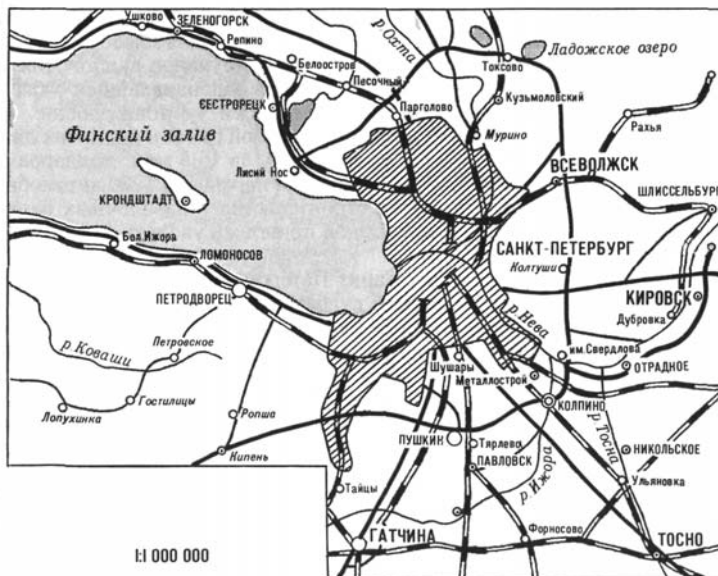 Ушково
ЗЕЛЕНОГОРСК
Репино
р. Охта
Белоостров
Песочный
Токсово
Ладожское озеро
СЕСТРОРЕЦК
Парголово
Кузьмоловский
Финский залив
Мурино
Рахья
Лисий Нос
ВСЕВОЛЖСК
КРОНШТАДТ
ШЛИССЕЛЬБУРГ
Бол.Ижора
ЛОМОНОСОВ
САНКТ-ПЕТЕРБУРГ
Колтуши
ПЕТРОДВОРЕЦ
КИРОВСК
р. Нева
Дубровка
р. Коваши
Петровское
им.Свердлова
Шушары
ОТРАДНОЕ
Металлострой
Лопухинка
Гостилицы
Ропша
КОЛПИНО
р. Тосна
ПУШКИН
Тярлево
НИКОЛЬСКОЕ
Кипень
ПАВЛОВСК
р. Ижора
Ульяновка
Тайцы
ГАТЧИНА
Форносово
ТОСНО
1:1 000 000